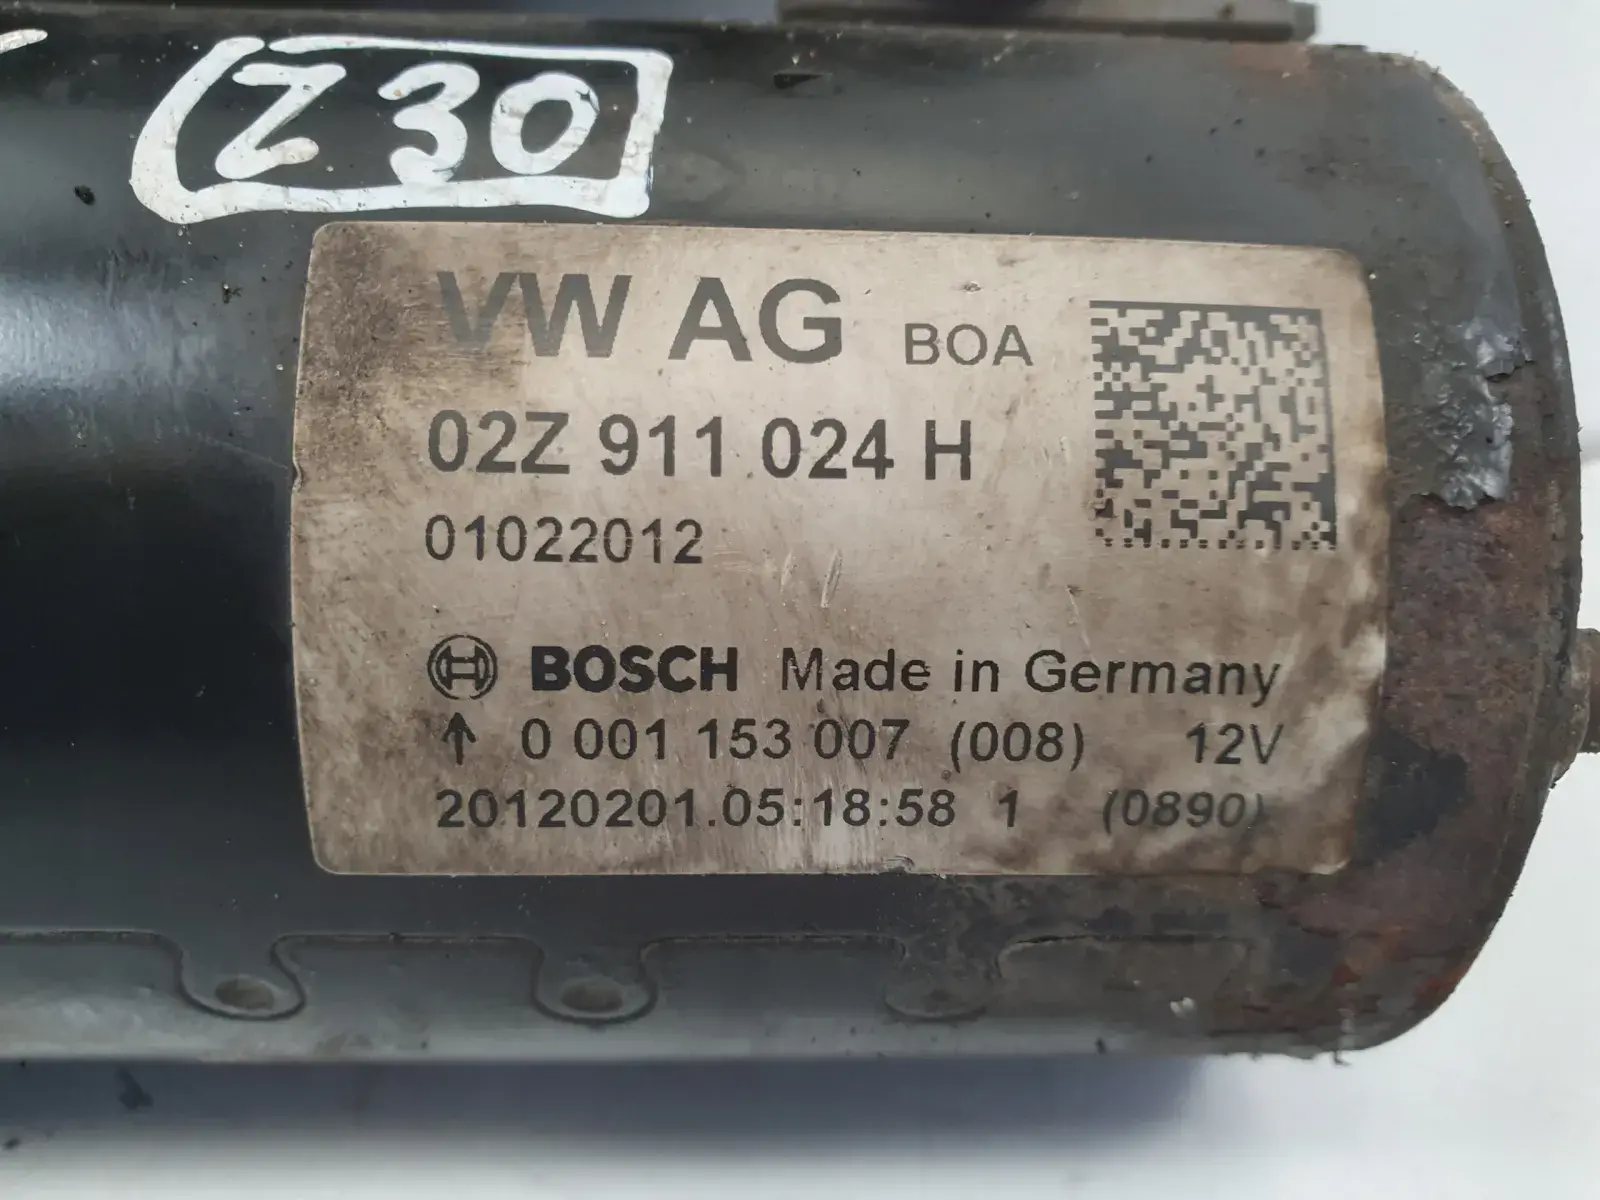 Z 30
VW AG BOA
02Z 911 024 H
01022012
BOSCH Made in Germany
↑ 0 001 153 007 (008) 12V
20120201.05:18:58 1 (0890)